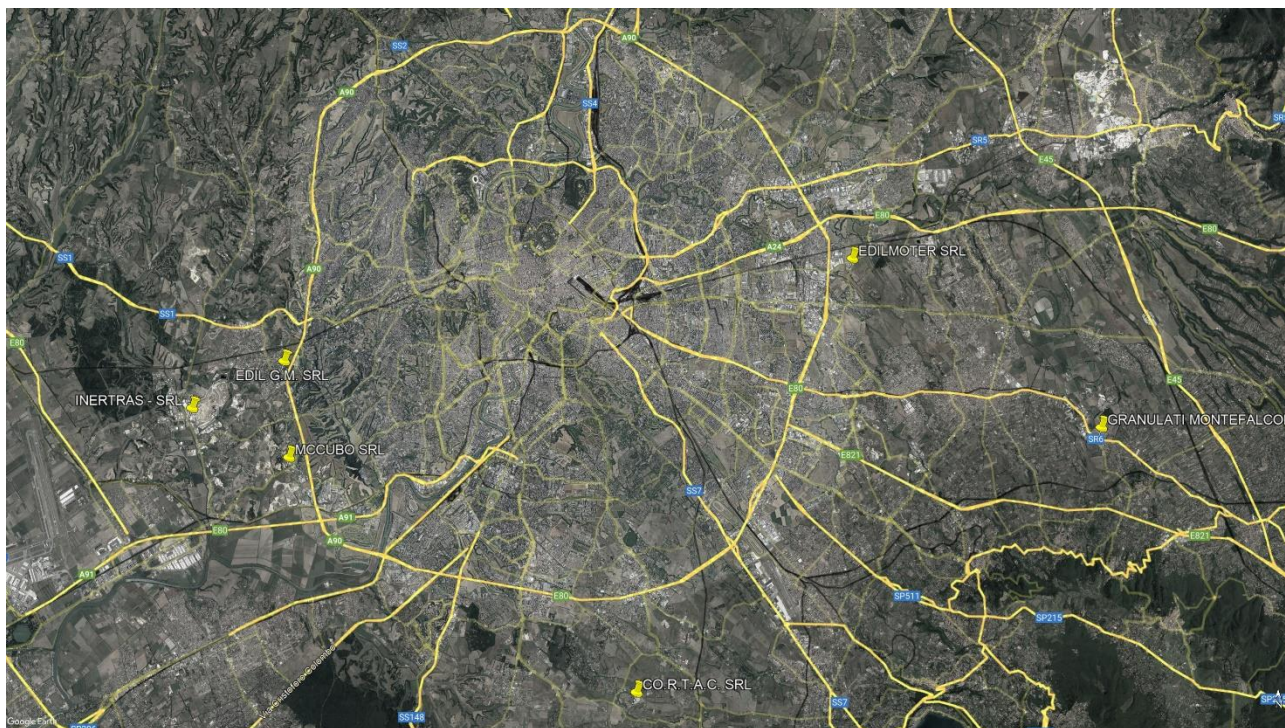 A90
SS2
A90
SS4
SR5
E45
SS1
A90
A24
E80
E80
EDILMOTER SRL
SS1
E80
EDIL G.M. SRL
INERTRAS - SRL
E80
E45
GRANULATI MONTEFALCO
SR6
MCCUBO SRL
E821
SS7
A91
E80
A90
E821
A91
E80
SP511
SP215
CO.R.T.A.C. SRL
SS7
SS148
Google Earth